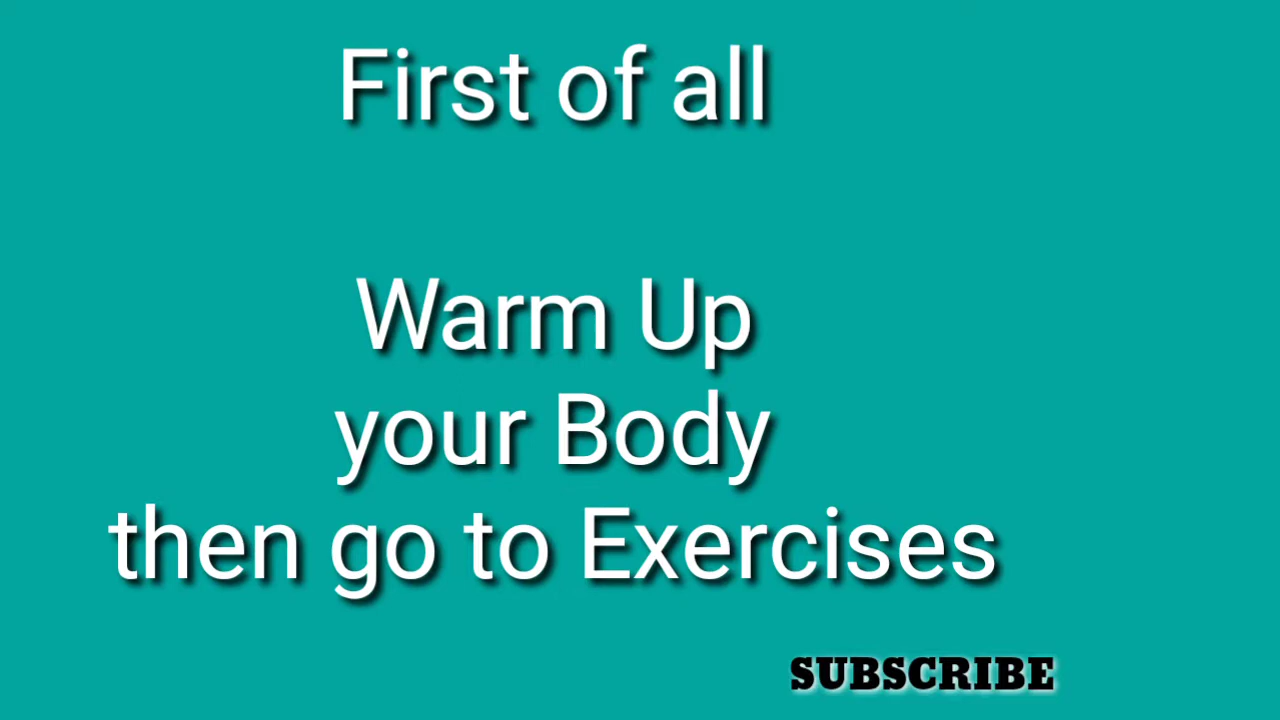 First of all
Warm Up
your Body
then go to Exercises
SUBSCRIBE